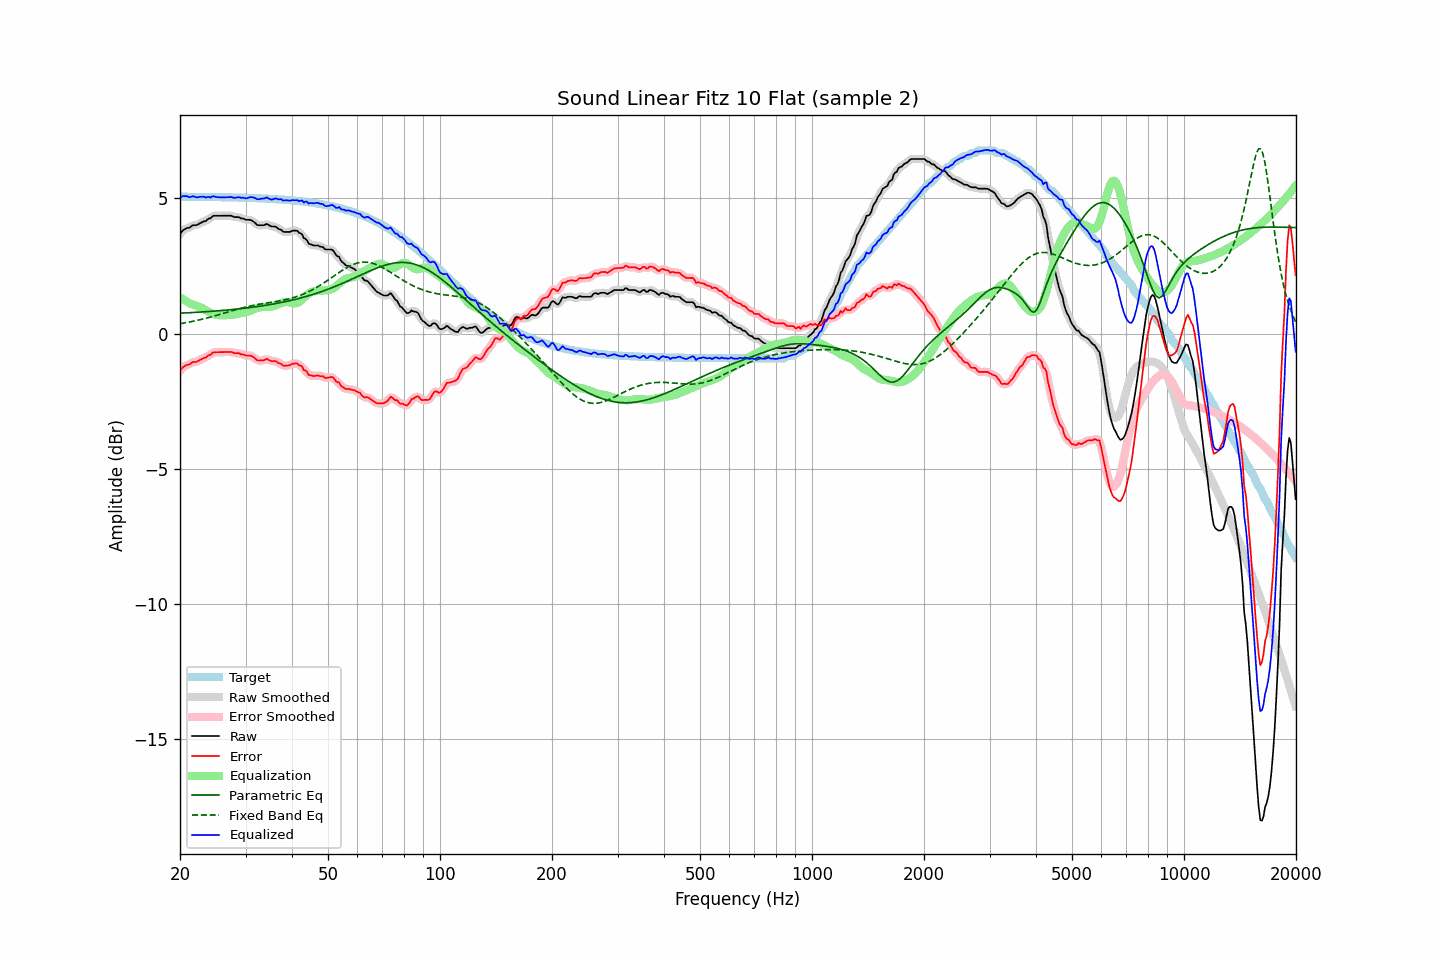 Sound Linear Fitz 10 Flat (sample 2)
Amplitude (dBr)
5
0
−5
−10
−15
Target
Raw Smoothed
Error Smoothed
Raw
Error
Equalization
Parametric Eq
Fixed Band Eq
Equalized
20 50 100 200 500 1000 2000 5000 10000 20000
Frequency (Hz)